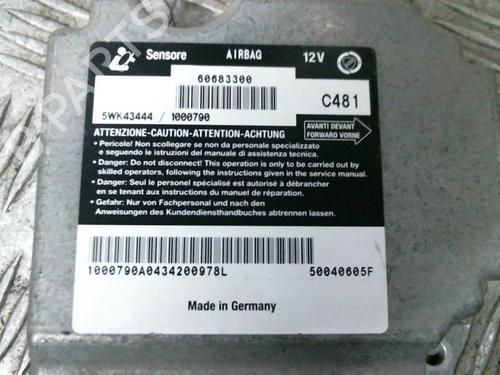 Sensore AIRBAG 12V
60683300
5WK43444 / 1000790
C481
ATTENZIONE-CAUTION-ATTENTION-ACHTUNG
AVANTI DEVANT
FORWARD VORNE
• Pericolo! Non scollegare se non da personale specializzato
e seguendo le istruzioni del manuale di assistenza tecnica.
• Danger: Do not disconnect! This operation is only to be carried out by
skilled operators, following the instructions given in the service manual.
• Danger: Seul le personel spécialisé est autorisé à débrancher
en se tenant aux instructions du manuel de réparation.
• Gefahr: Nur von Fachpersonal und nach den
Anweisungen des Kundendiensthandbuches abtrennen lassen.
1000790A0434200978L
50040605F
Made in Germany